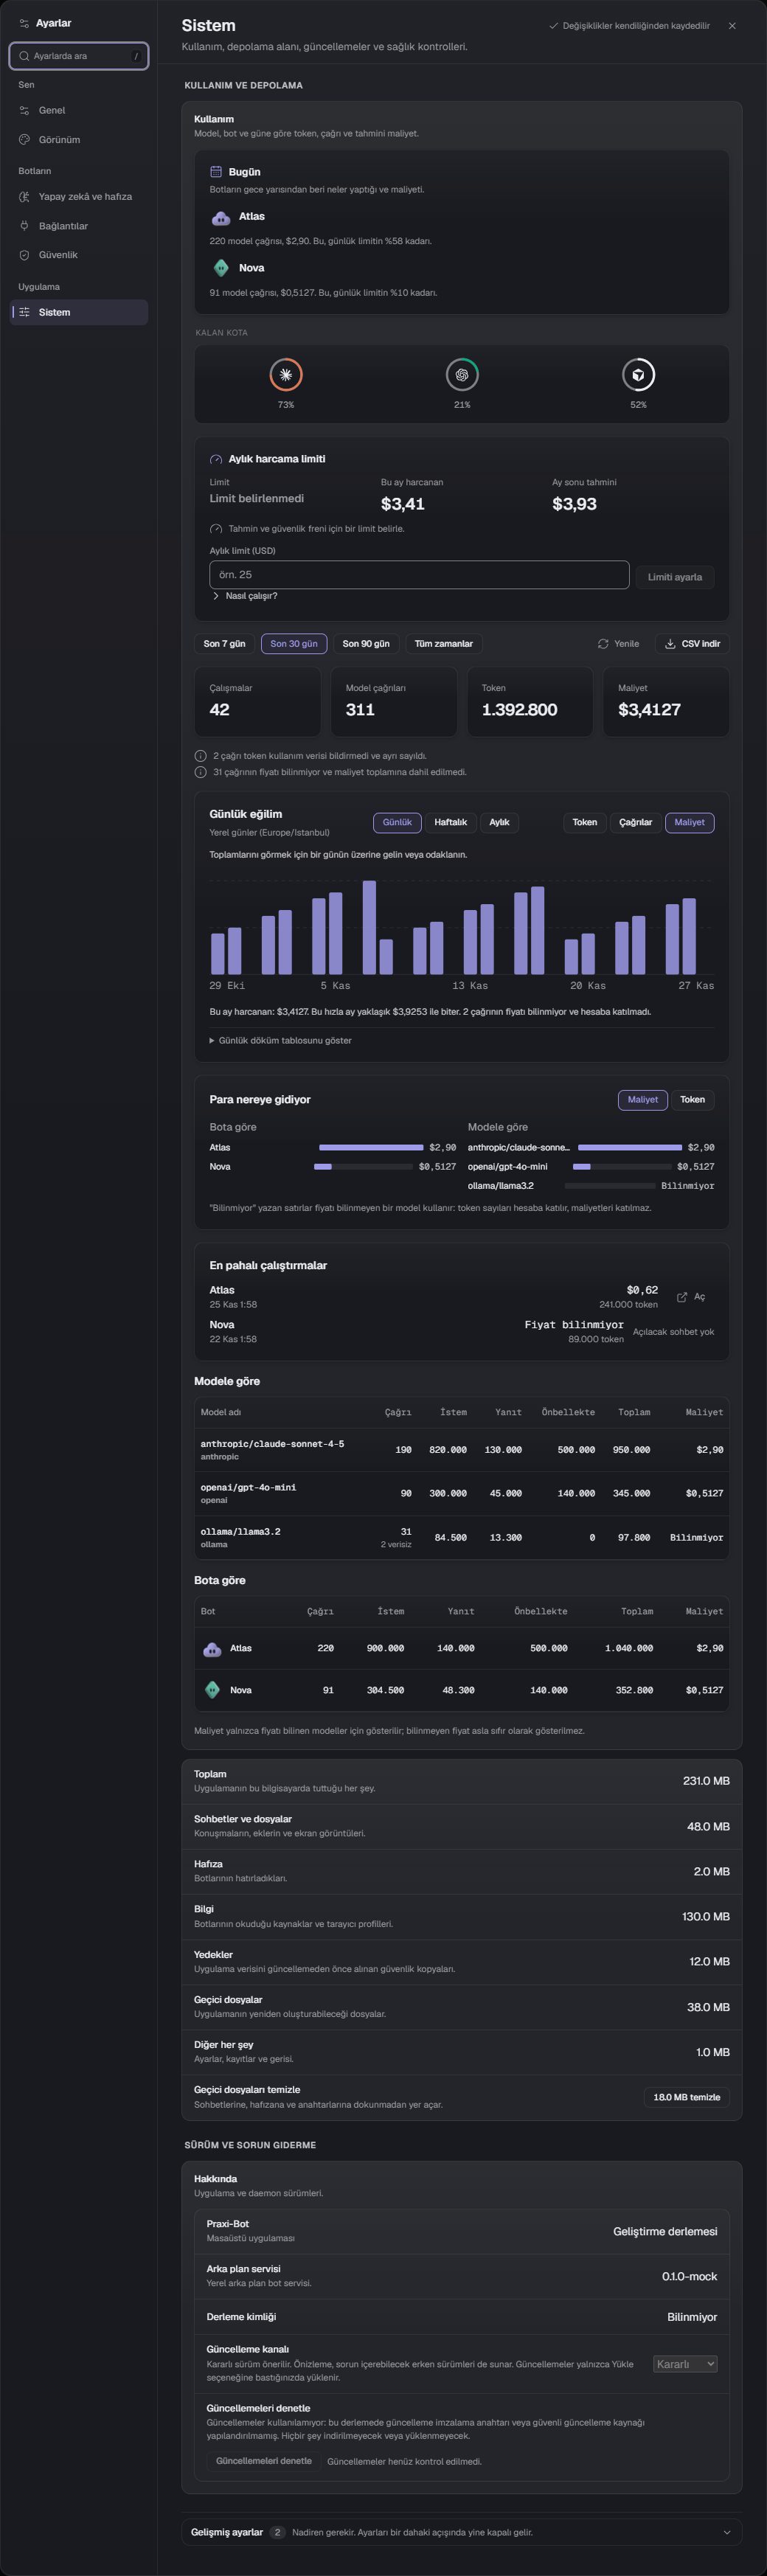 Ayarlar
Ayarlarda ara /
Sen
Genel
Görünüm
Botların
Yapay zekâ ve hafıza
Bağlantılar
Güvenlik
Uygulama
Sistem
Sistem
Kullanım, depolama alanı, güncellemeler ve sağlık kontrolleri.
Değişiklikler kendiliğinden kaydedilir
KULLANIM VE DEPOLAMA
Kullanım
Model, bot ve güne göre token, çağrı ve tahmini maliyet.
Bugün
Botların gece yarısından beri neler yaptığı ve maliyeti.
Atlas
220 model çağrısı, $2,90. Bu, günlük limitin %58 kadarı.
Nova
91 model çağrısı, $0,5127. Bu, günlük limitin %10 kadarı.
KALAN KOTA
73% 21% 52%
Aylık harcama limiti
Limit Bu ay harcanan Ay sonu tahmini
Limit belirlenmedi $3,41 $3,93
Tahmin ve güvenlik freni için bir limit belirle.
Aylık limit (USD)
örn. 25 Limiti ayarla
Nasıl çalışır?
Son 7 gün Son 30 gün Son 90 gün Tüm zamanlar Yenile CSV indir
Çalışmalar Model çağrıları Token Maliyet
42 311 1.392.800 $3,4127
2 çağrı token kullanım verisi bildirmedi ve ayrı sayıldı.
31 çağrının fiyatı bilinmiyor ve maliyet toplamına dahil edilmedi.
Günlük eğilim
Yerel günler (Europe/Istanbul)
Günlük Haftalık Aylık Token Çağrılar Maliyet
Toplamlarını görmek için bir günün üzerine gelin veya odaklanın.
29 Eki 5 Kas 13 Kas 20 Kas 27 Kas
Bu ay harcanan: $3,4127. Bu hızla ay yaklaşık $3,9253 ile biter. 2 çağrının fiyatı bilinmiyor ve hesaba katılmadı.
Günlük döküm tablosunu göster
Para nereye gidiyor Maliyet Token
Bota göre Modele göre
Atlas $2,90 anthropic/claude-sonne… $2,90
Nova $0,5127 openai/gpt-4o-mini $0,5127
ollama/llama3.2 Bilinmiyor
"Bilinmiyor" yazan satırlar fiyatı bilinmeyen bir model kullanır: token sayıları hesaba katılır, maliyetleri katılmaz.
En pahalı çalıştırmalar
Atlas $0,62
25 Kas 1:58 241.000 token Aç
Nova Fiyat bilinmiyor
22 Kas 1:58 89.000 token Açılacak sohbet yok
Modele göre
Model adı Çağrı İstem Yanıt Önbellekte Toplam Maliyet
anthropic/claude-sonnet-4-5 190 820.000 130.000 500.000 950.000 $2,90
anthropic
openai/gpt-4o-mini 90 300.000 45.000 140.000 345.000 $0,5127
openai
ollama/llama3.2 31 84.500 13.300 0 97.800 Bilinmiyor
ollama 2 verisiz
Bota göre
Bot Çağrı İstem Yanıt Önbellekte Toplam Maliyet
Atlas 220 900.000 140.000 500.000 1.040.000 $2,90
Nova 91 304.500 48.300 140.000 352.800 $0,5127
Maliyet yalnızca fiyatı bilinen modeller için gösterilir; bilinmeyen fiyat asla sıfır olarak gösterilmez.
Toplam 231.0 MB
Uygulamanın bu bilgisayarda tuttuğu her şey.
Sohbetler ve dosyalar 48.0 MB
Konuşmaların, eklerin ve ekran görüntüleri.
Hafıza 2.0 MB
Botlarının hatırladıkları.
Bilgi 130.0 MB
Botlarının okuduğu kaynaklar ve tarayıcı profilleri.
Yedekler 12.0 MB
Uygulama verisini güncellemeden önce alınan güvenlik kopyaları.
Geçici dosyalar 38.0 MB
Uygulamanın yeniden oluşturabileceği dosyalar.
Diğer her şey 1.0 MB
Ayarlar, kayıtlar ve gerisi.
Geçici dosyaları temizle 18.0 MB temizle
Sohbetlerine, hafızana ve anahtarlarına dokunmadan yer açar.
SÜRÜM VE SORUN GIDERME
Hakkında
Uygulama ve daemon sürümleri.
Praxi-Bot Geliştirme derlemesi
Masaüstü uygulaması
Arka plan servisi 0.1.0-mock
Yerel arka plan bot servisi.
Derleme kimliği Bilinmiyor
Güncelleme kanalı
Kararlı sürüm önerilir. Önizleme, sorun içerebilecek erken sürümleri de sunar. Güncellemeler yalnızca Yükle Kararlı
seçeneğine bastığınızda yüklenir.
Güncellemeleri denetle
Güncellemeler kullanılamıyor: bu derlemede güncelleme imzalama anahtarı veya güvenli güncelleme kaynağı
yapılandırılmamış. Hiçbir şey indirilmeyecek veya yüklenmeyecek.
Güncellemeleri denetle Güncellemeler henüz kontrol edilmedi.
Gelişmiş ayarlar 2 Nadiren gerekir. Ayarları bir dahaki açışında yine kapalı gelir.